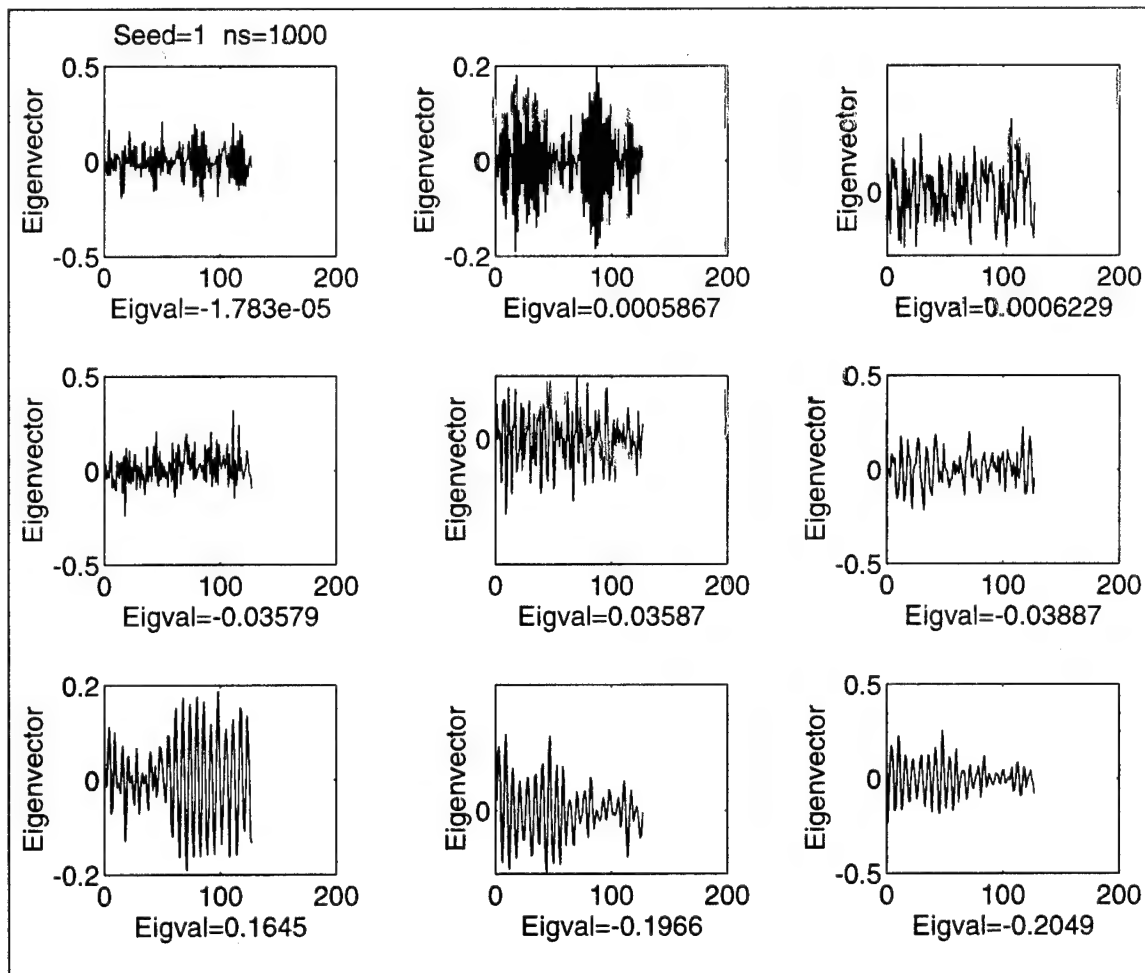 Seed=1 ns=1000
0.5
0
-0.5
Eigenvector
0 100 200
Eigval=-1.783e-05
0.2
0
-0.2
Eigenvector
0 100 200
Eigval=0.0005867
0
Eigenvector
0 100 200
Eigval=0.0006229
0.5
0
-0.5
Eigenvector
0 100 200
Eigval=-0.03579
0
Eigenvector
0 100 200
Eigval=0.03587
0.5
0
-0.5
Eigenvector
0 100 200
Eigval=-0.03887
0.2
0
-0.2
Eigenvector
0 100 200
Eigval=0.1645
0
Eigenvector
0 100 200
Eigval=-0.1966
0.5
0
-0.5
Eigenvector
0 100 200
Eigval=-0.2049